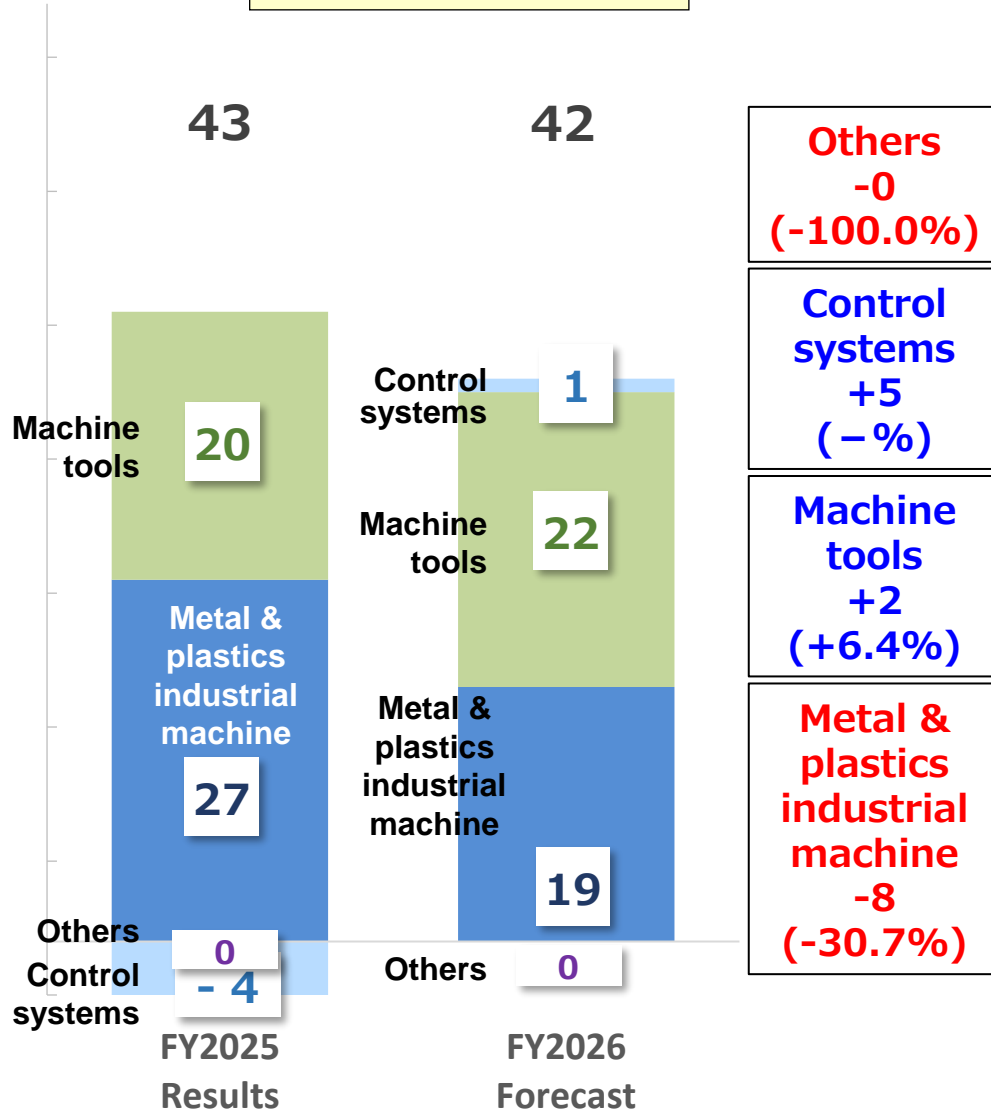 43
42
Machine
tools
20
Metal &
plastics
industrial
machine
27
Others
0
Control
systems
- 4
FY2025
Results
Control
systems
1
Machine
tools
22
Metal &
plastics
industrial
machine
19
Others
0
FY2026
Forecast
Others
-0
(-100.0%)
Control
systems
+5
(－%)
Machine
tools
+2
(+6.4%)
Metal &
plastics
industrial
machine
-8
(-30.7%)